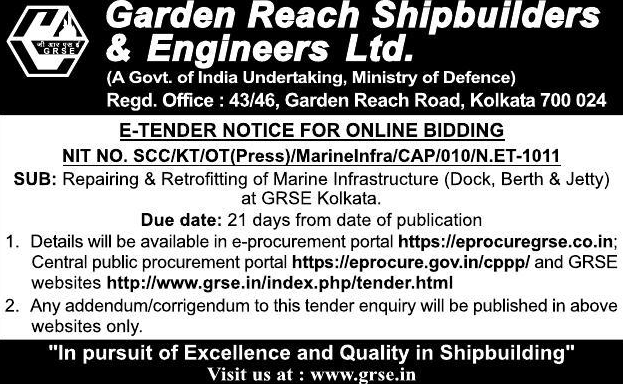 Garden Reach Shipbuilders
& Engineers Ltd.
जी आर एस ई
GRSE
(A Govt. of India Undertaking, Ministry of Defence)
Regd. Office : 43/46, Garden Reach Road, Kolkata 700 024
E-TENDER NOTICE FOR ONLINE BIDDING
NIT NO. SCC/KT/OT(Press)/MarineInfra/CAP/010/N.ET-1011
SUB: Repairing & Retrofitting of Marine Infrastructure (Dock, Berth & Jetty)
at GRSE Kolkata.
Due date: 21 days from date of publication
1. Details will be available in e-procurement portal https://eprocuregrse.co.in;
Central public procurement portal https://eprocure.gov.in/cppp/ and GRSE
websites http://www.grse.in/index.php/tender.html
2. Any addendum/corrigendum to this tender enquiry will be published in above
websites only.
"In pursuit of Excellence and Quality in Shipbuilding"
Visit us at : www.grse.in